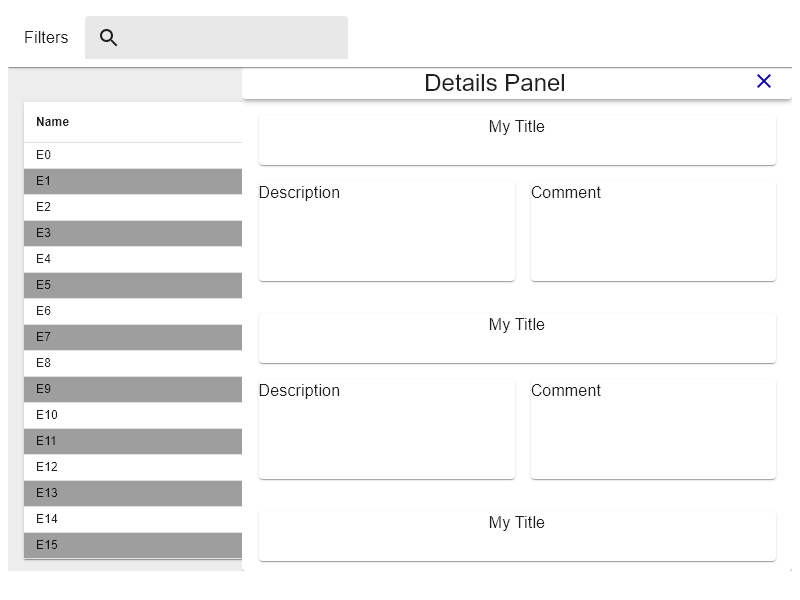 Filters
Details Panel
Name
E0
E1
E2
E3
E4
E5
E6
E7
E8
E9
E10
E11
E12
E13
E14
E15
My Title
Description
Comment
My Title
Description
Comment
My Title